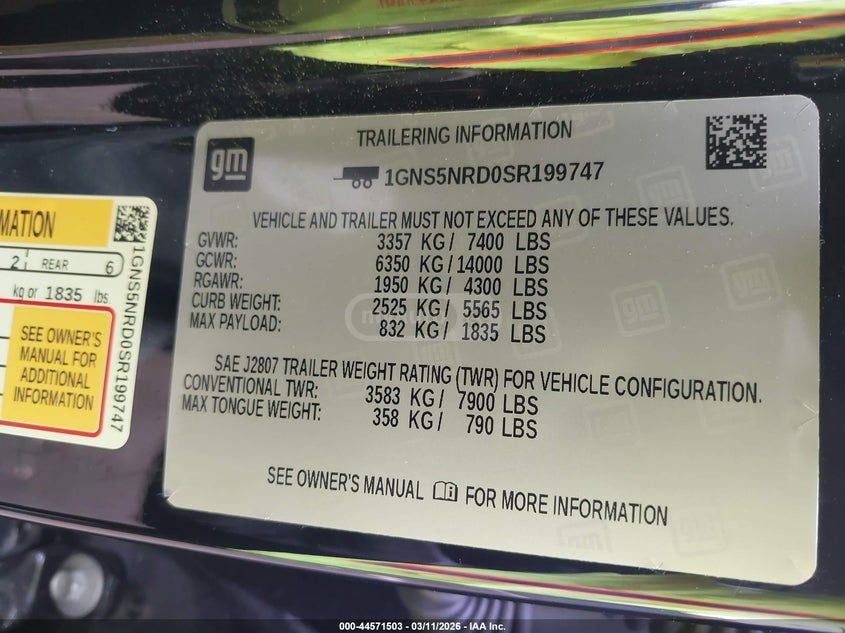 TRAILERING INFORMATION
gm
1GNS5NRD0SR199747
VEHICLE AND TRAILER MUST NOT EXCEED ANY OF THESE VALUES.
GVWR: 3357 KG/ 7400 LBS
GCWR: 6350 KG/14000 LBS
RGAWR: 1950 KG/ 4300 LBS
CURB WEIGHT: 2525 KG/ 5565 LBS
MAX PAYLOAD: 832 KG/ 1835 LBS
SAE J2807 TRAILER WEIGHT RATING (TWR) FOR VEHICLE CONFIGURATION.
CONVENTIONAL TWR: 3583 KG/ 7900 LBS
MAX TONGUE WEIGHT: 358 KG/ 790 LBS
SEE OWNER'S MANUAL FOR MORE INFORMATION
MATION
2 REAR 6
kg or 1835 lbs.
SEE OWNER'S
MANUAL FOR
ADDITIONAL
INFORMATION
1GNS5NRD0SR199747
000-44571503 - 03/11/2026 - IAA Inc.